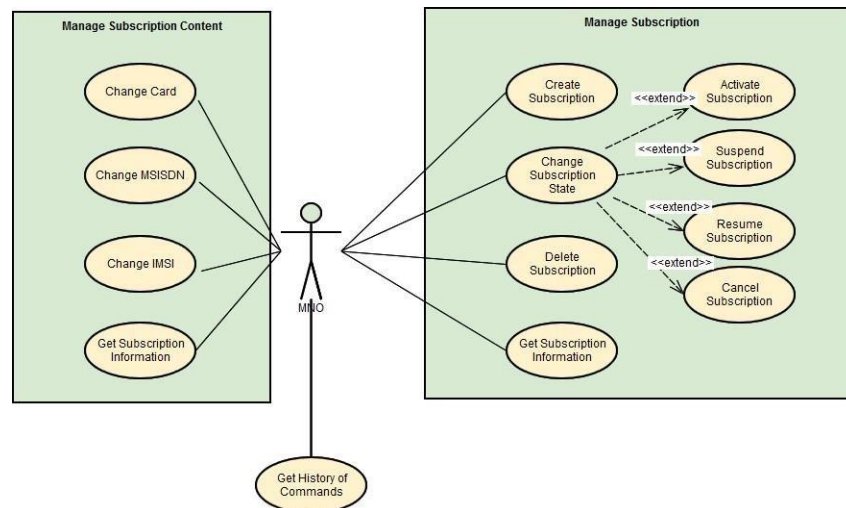 Manage Subscription Content
Change Card
Change MSISDN
Change IMSI
Get Subscription
Information
MNO
Get History of
Commands
Manage Subscription
Create
Subscription
Change
Subscription
State
Delete
Subscription
Get Subscription
Information
<<extend>>
<<extend>>
<<extend>>
<<extend>>
Activate
Subscription
Suspend
Subscription
Resume
Subscription
Cancel
Subscription